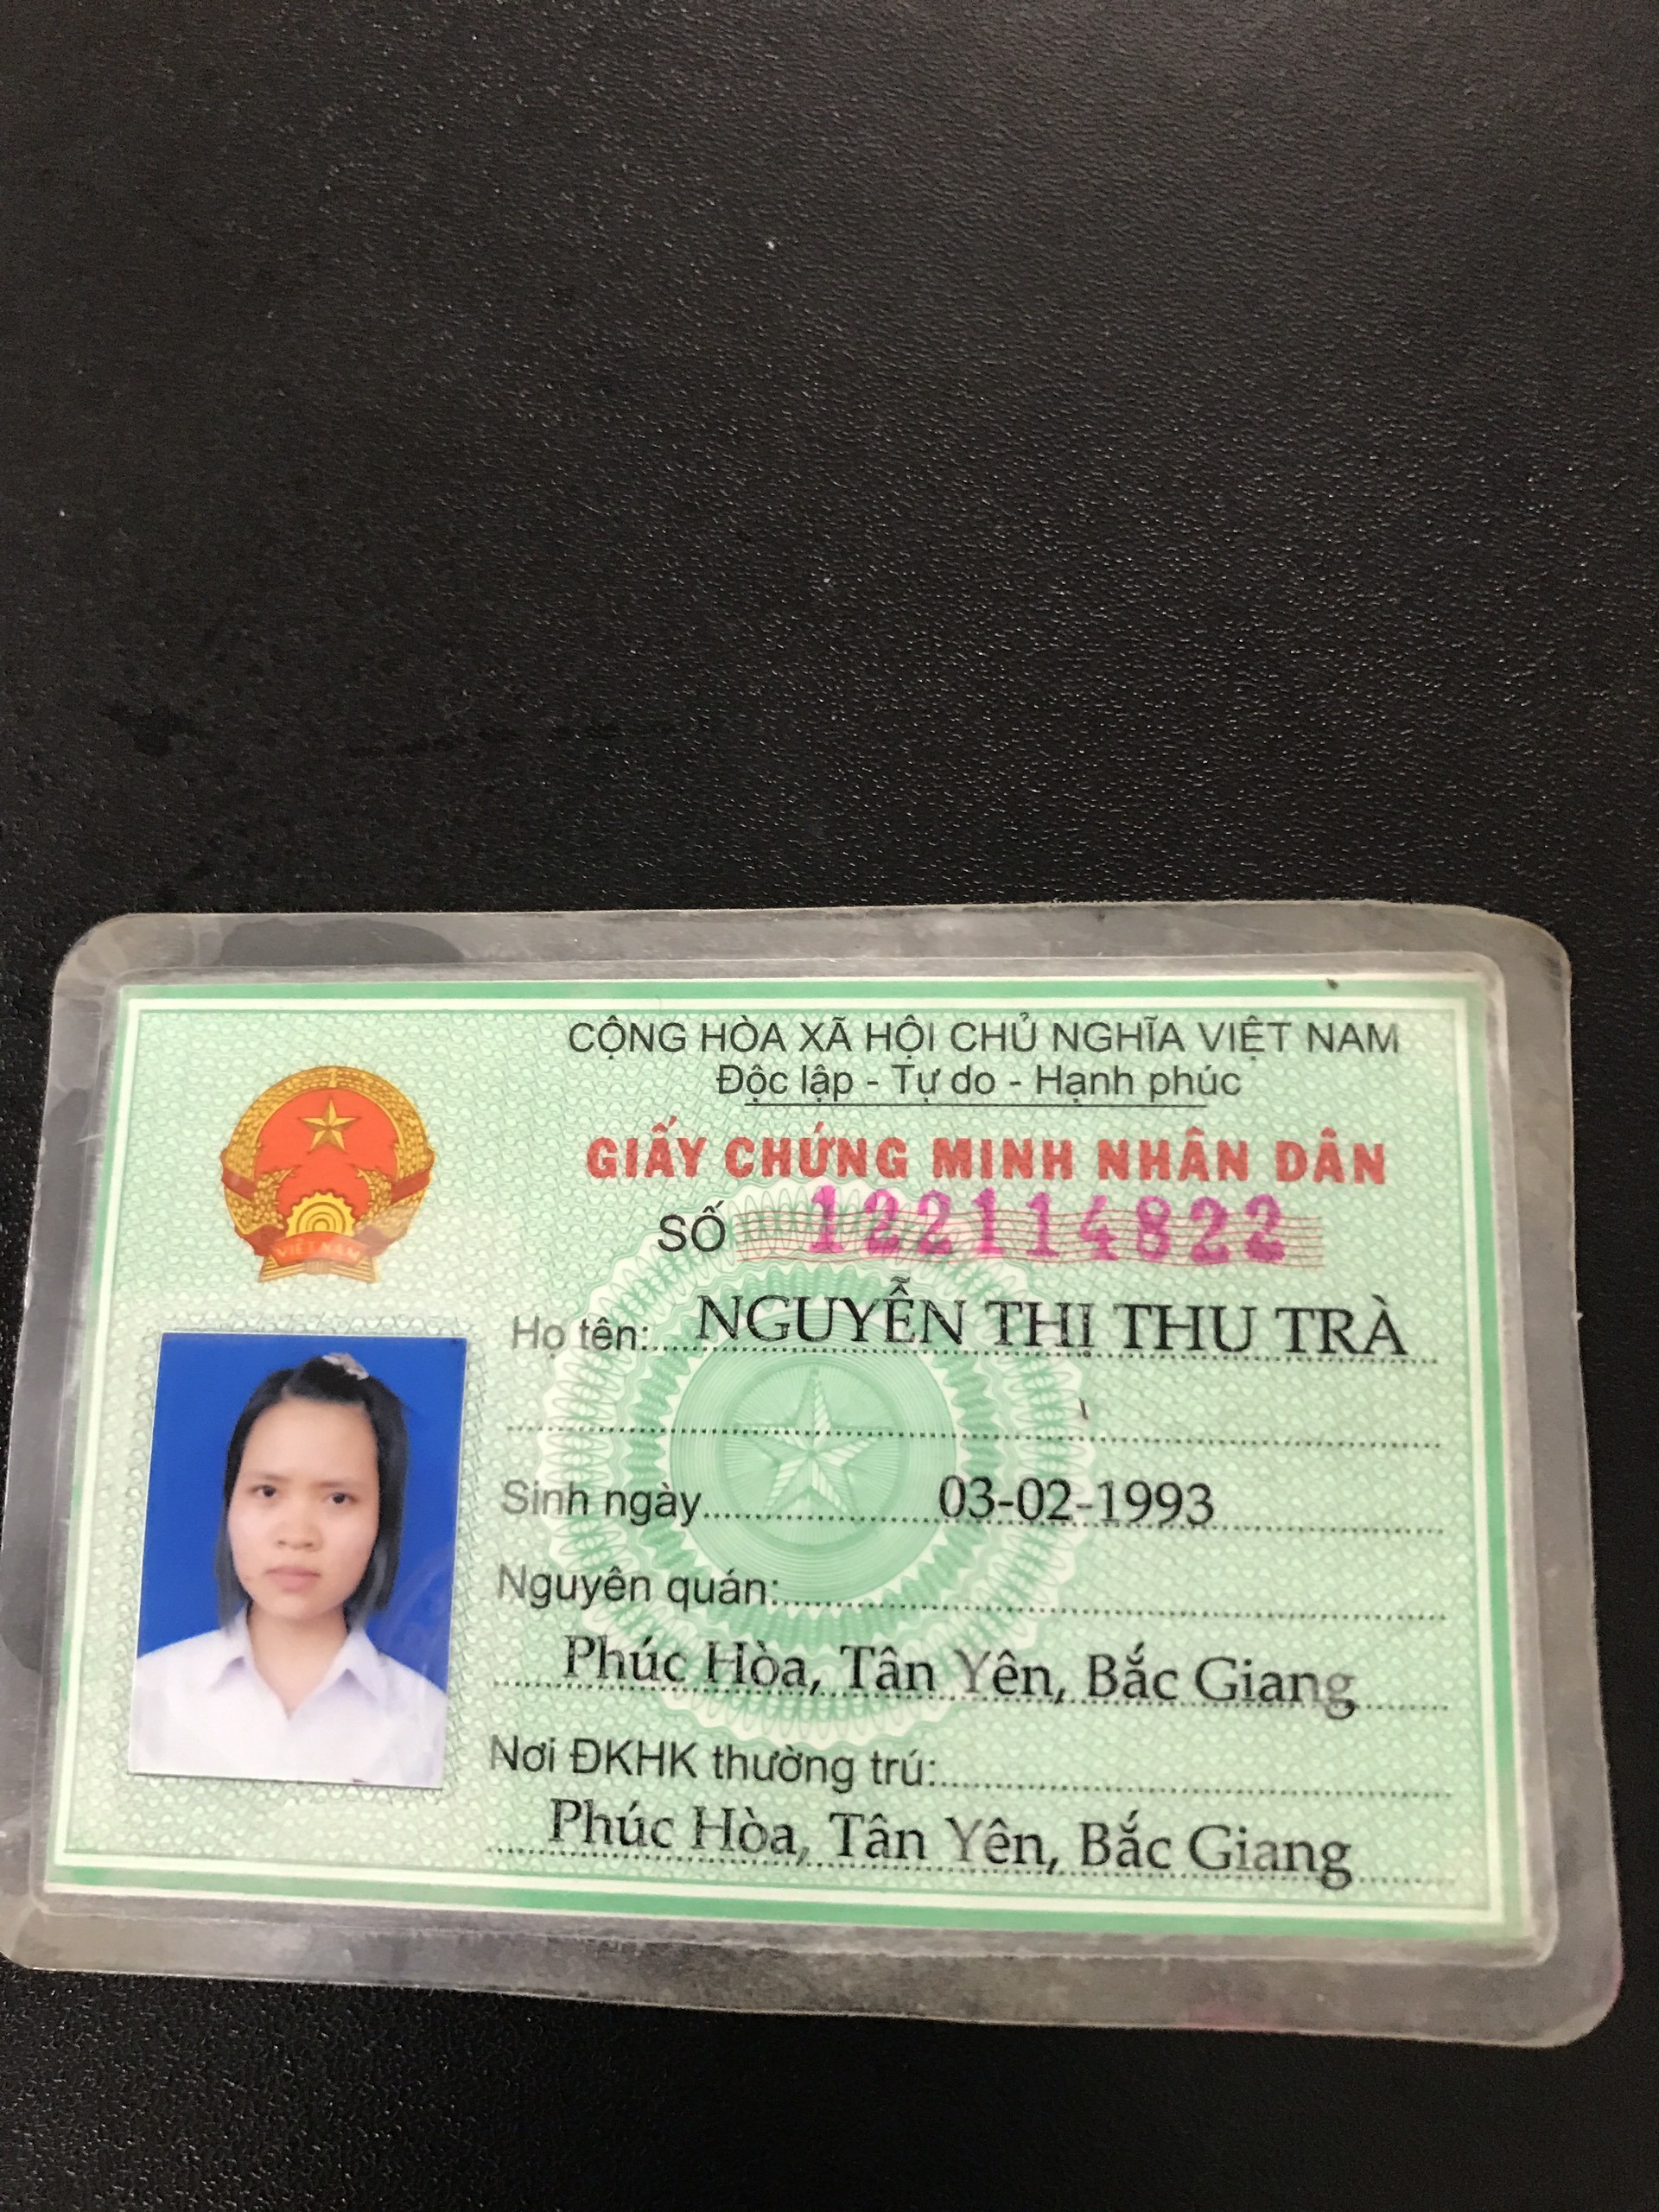 CỘNG HÒA XÃ HỘI CHỦ NGHĨA VIỆT NAM
Độc lập - Tự do - Hạnh phúc
GIẤY CHỨNG MINH NHÂN DÂN
SỐ 122114822
VIỆT NAM
Họ tên: NGUYỄN THỊ THU TRÀ
Sinh ngày 03-02-1993
Nguyên quán:
Phúc Hòa, Tân Yên, Bắc Giang
Nơi ĐKHK thường trú:
Phúc Hòa, Tân Yên, Bắc Giang